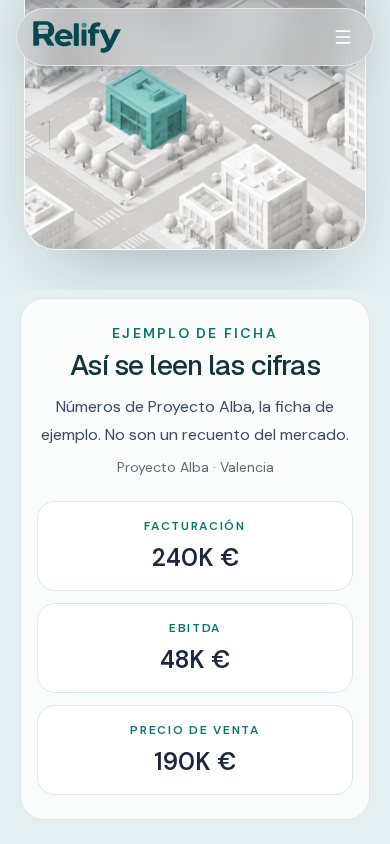 Relify
EJEMPLO DE FICHA
Así se leen las cifras
Números de Proyecto Alba, la ficha de
ejemplo. No son un recuento del mercado.
Proyecto Alba · Valencia
FACTURACIÓN
240K €
EBITDA
48K €
PRECIO DE VENTA
190K €